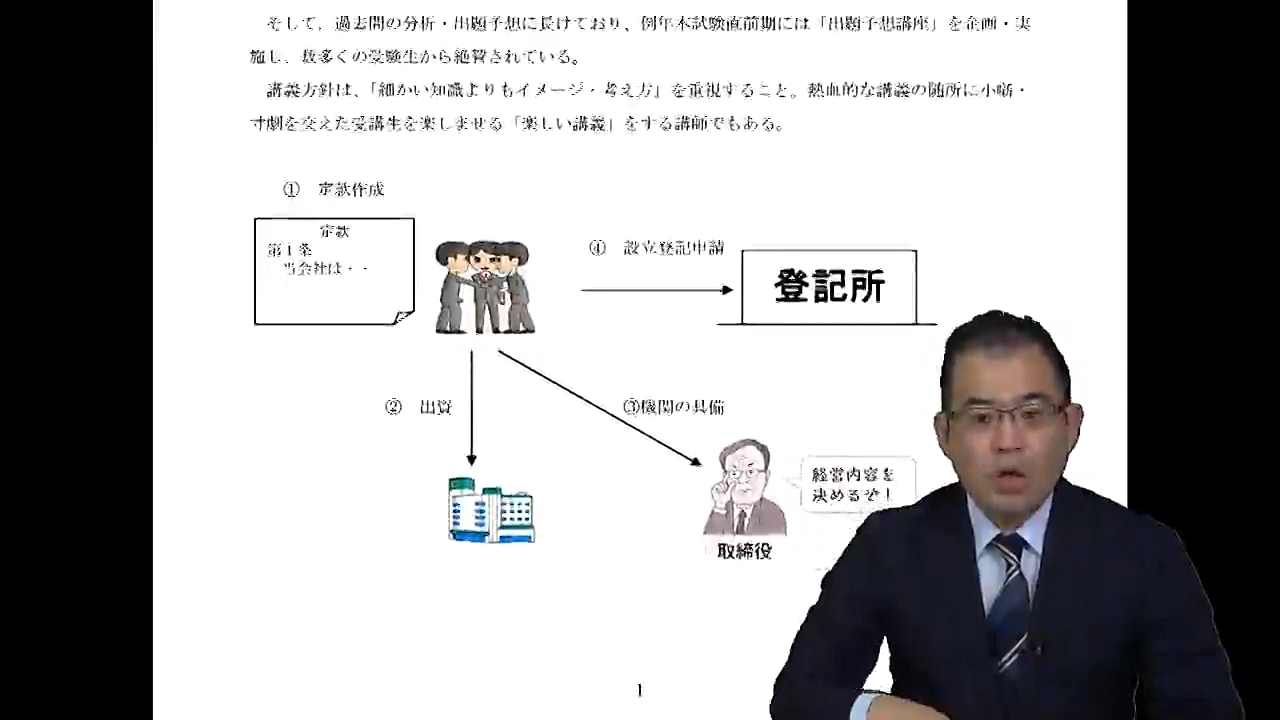 そして、過去問の分析・出題予想に長けており、例年本試験直前期には「出題予想講座」を企画・実
施し、数多くの受験生から絶賛されている。
講義方針は、「細かい知識よりもイメージ・考え方」を重視すること。熱血的な講義の随所に小噺・
寸劇を交えた受講生を楽しませる「楽しい講義」をする講師でもある。
① 定款作成
定款
第1条
当会社は・・
④ 設立登記申請
登記所
② 出資
③機関の具備
経営内容を
決めるぞ!
取締役
1